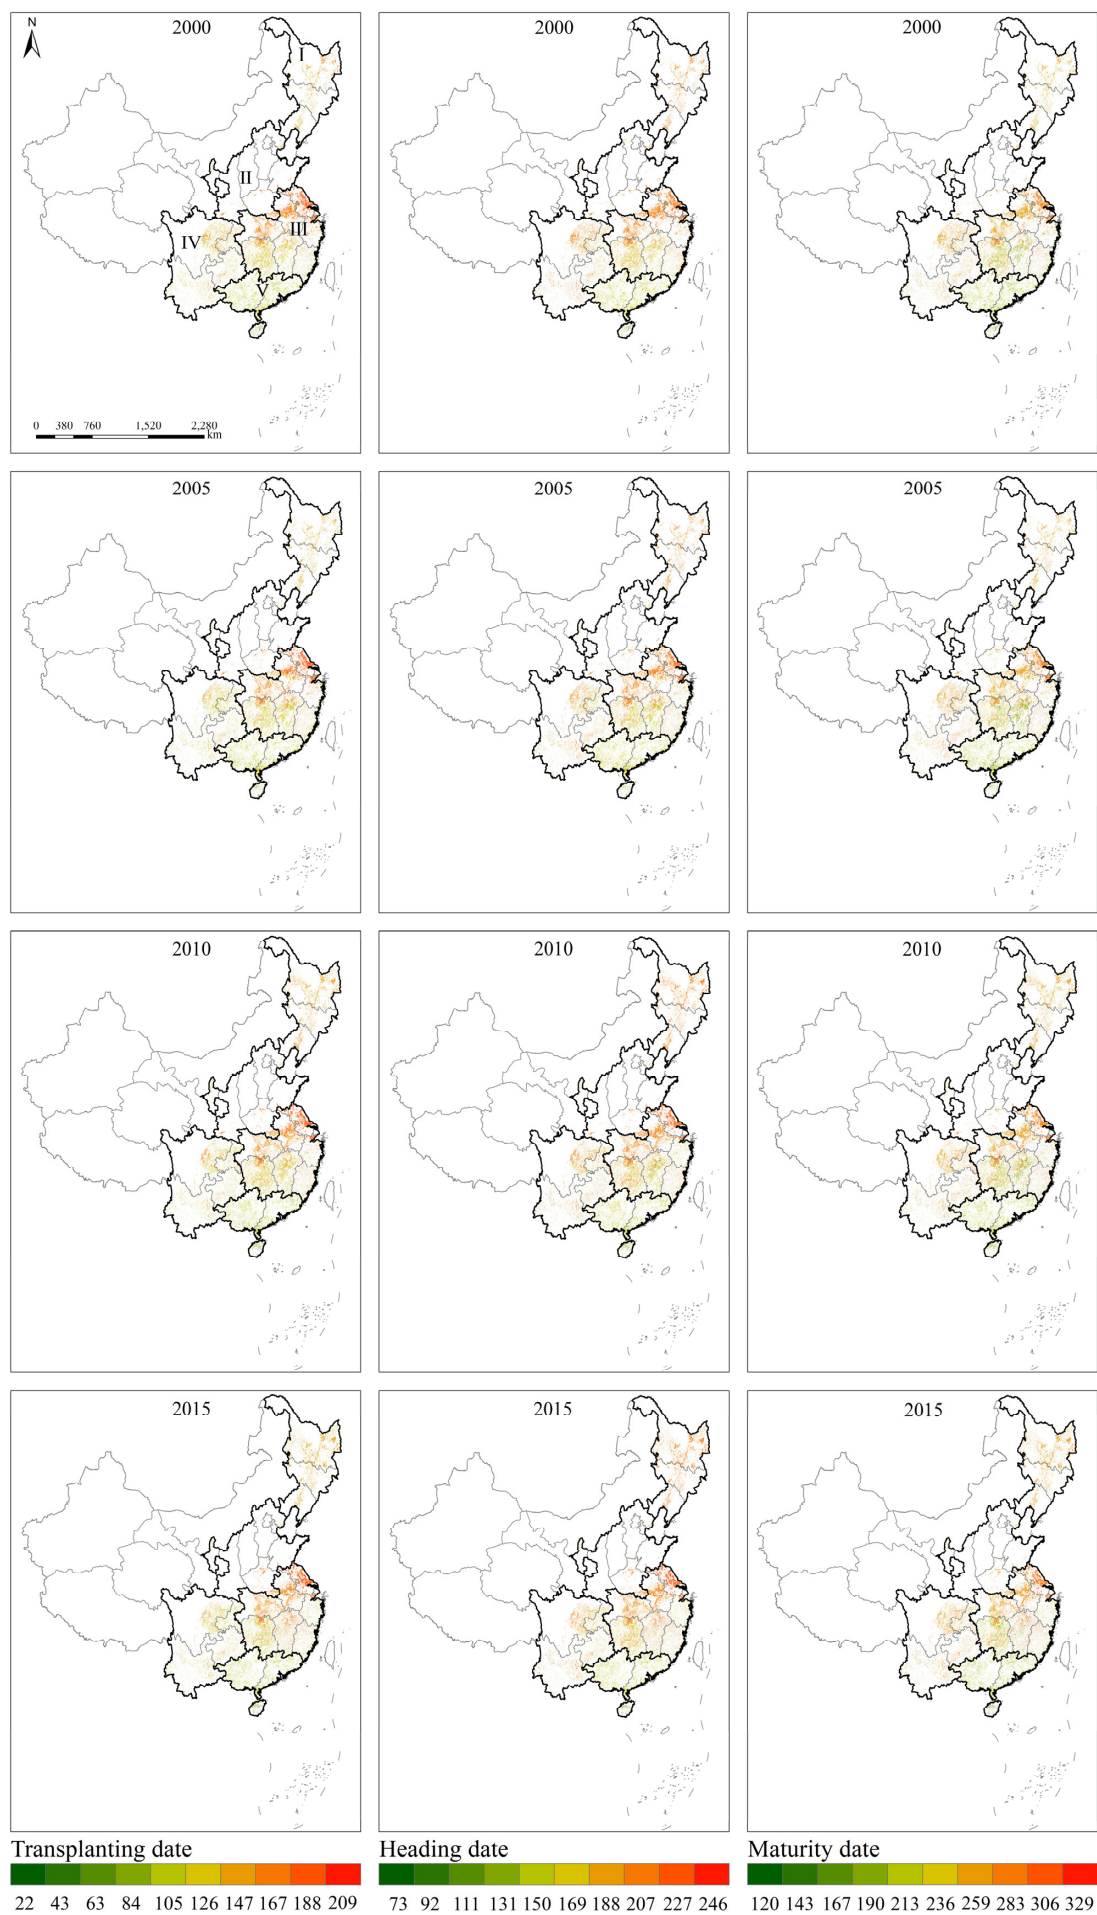 2000 2000 2000
N
I
II
III
IV
V
0 380 760 1,520 2,280
km
2005 2005 2005
2010 2010 2010
2015 2015 2015
Transplanting date Heading date Maturity date
22 43 63 84 105 126 147 167 188 209 73 92 111 131 150 169 188 207 227 246 120 143 167 190 213 236 259 283 306 329